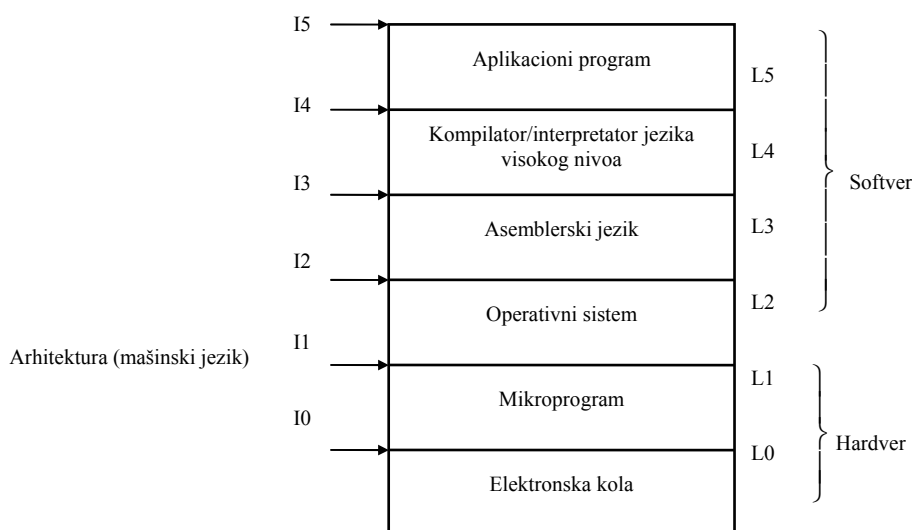 I5
Aplikacioni program
L5
I4
Kompilator/interpretator jezika
visokog nivoa
L4
Softver
I3
Asemblerski jezik
L3
I2
Operativni sistem
L2
Arhitektura (mašinski jezik)
I1
L1
Mikroprogram
I0
L0
Hardver
Elektronska kola